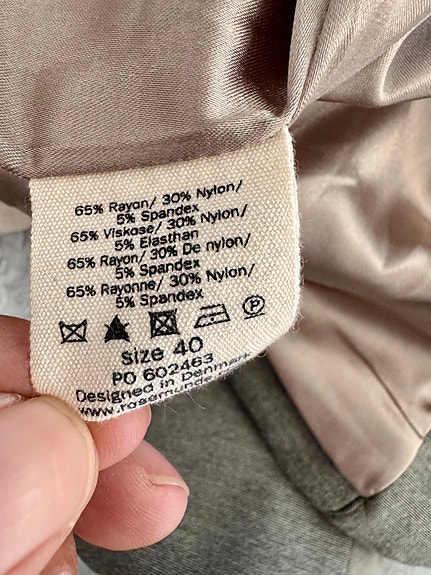 65% Rayon/ 30% Nylon/
5% Spandex
65% Viskose/ 30% Nylon/
5% Elasthan
65% Rayon/ 30% De nylon/
5% Spandex
65% Rayonne/ 30% Nylon/
5% Spandex
P
Size 40
PO 602463
Designed in Denmark